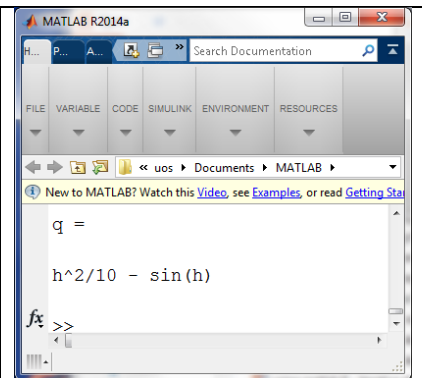 MATLAB R2014a
H... P... A... » Search Documentation
FILE VARIABLE CODE SIMULINK ENVIRONMENT RESOURCES
« uos ▸ Documents ▸ MATLAB ▸
New to MATLAB? Watch this Video, see Examples, or read Getting Star
q =
h^2/10 - sin(h)
fx >>